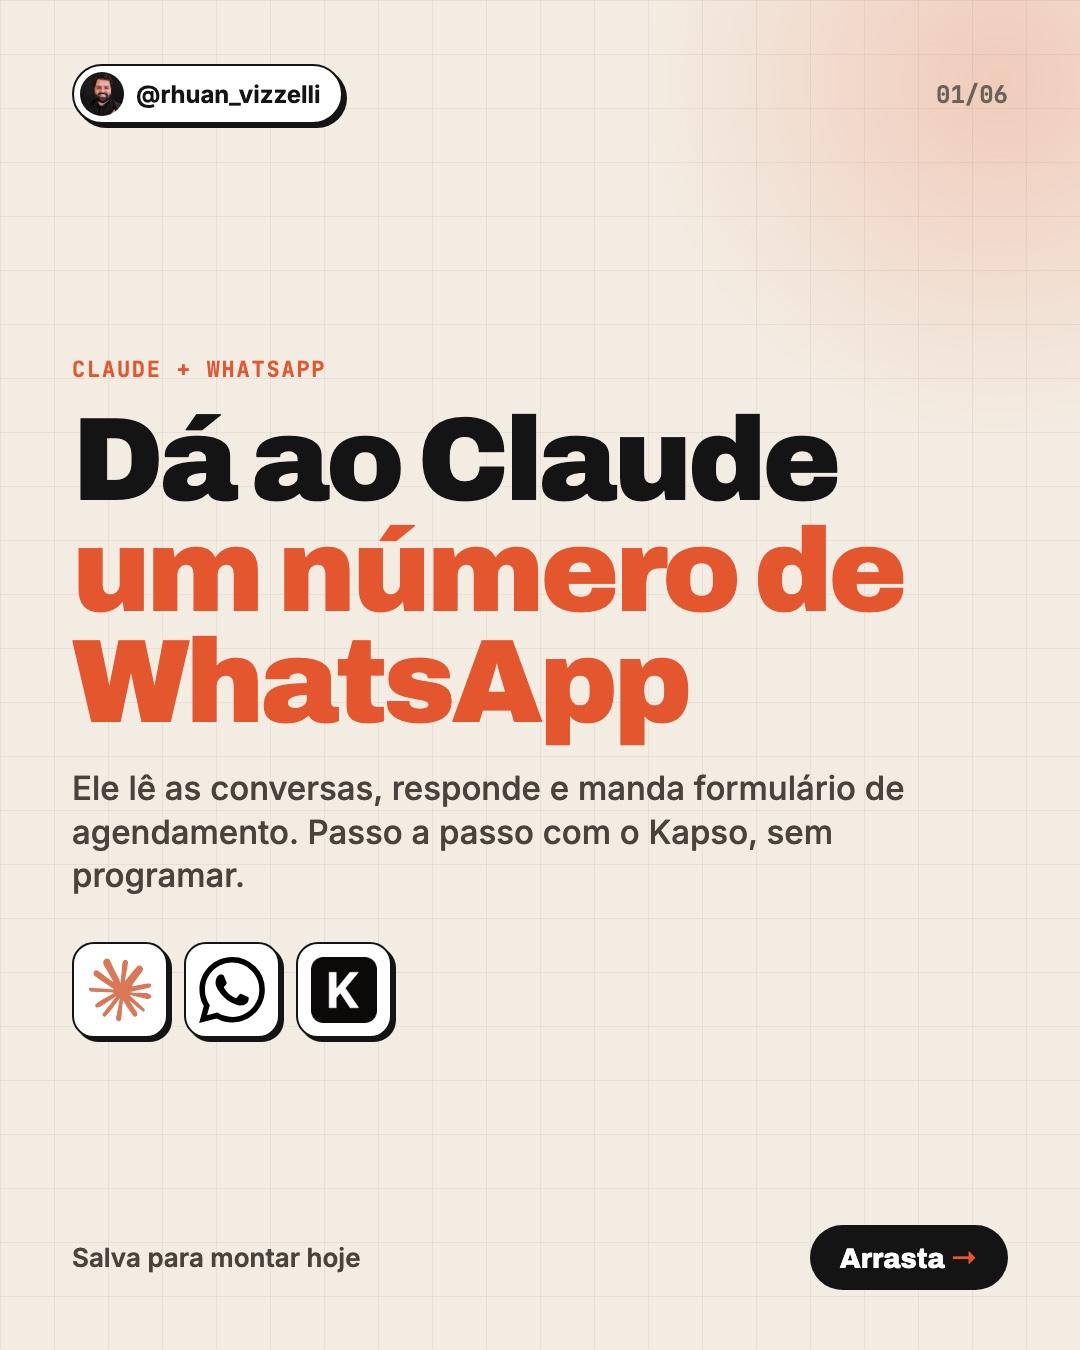 @rhuan_vizzelli
01/06
CLAUDE + WHATSAPP
Dá ao Claude
um número de
WhatsApp
Ele lê as conversas, responde e manda formulário de
agendamento. Passo a passo com o Kapso, sem
programar.
K
Salva para montar hoje
Arrasta →